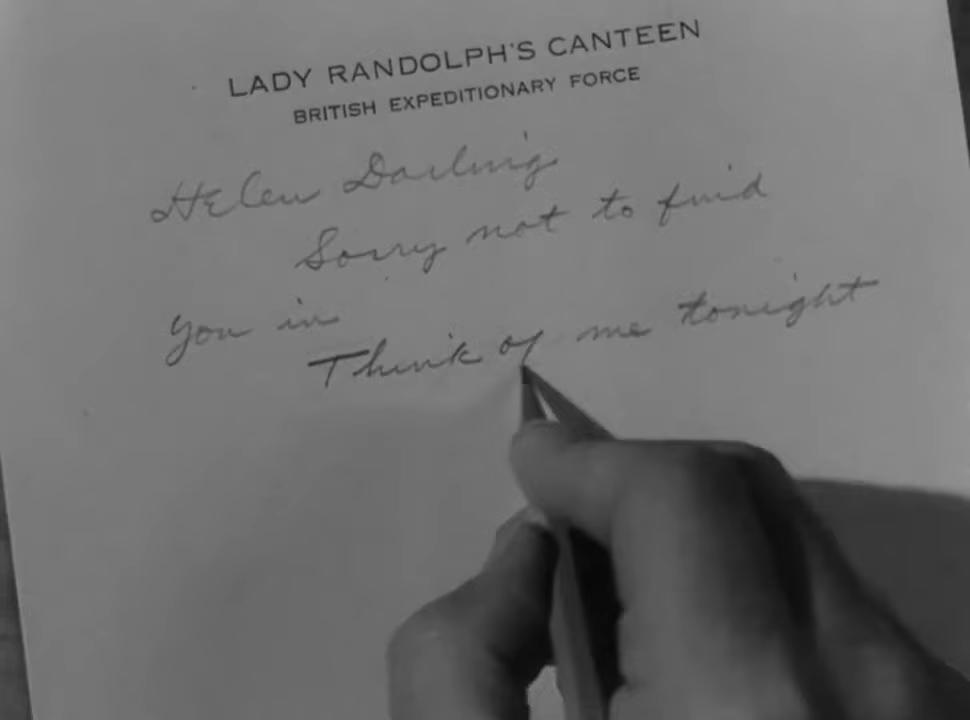 LADY RANDOLPH'S CANTEEN
BRITISH EXPEDITIONARY FORCE
Helen Darling
Sorry not to find
you in
Think of me tonight